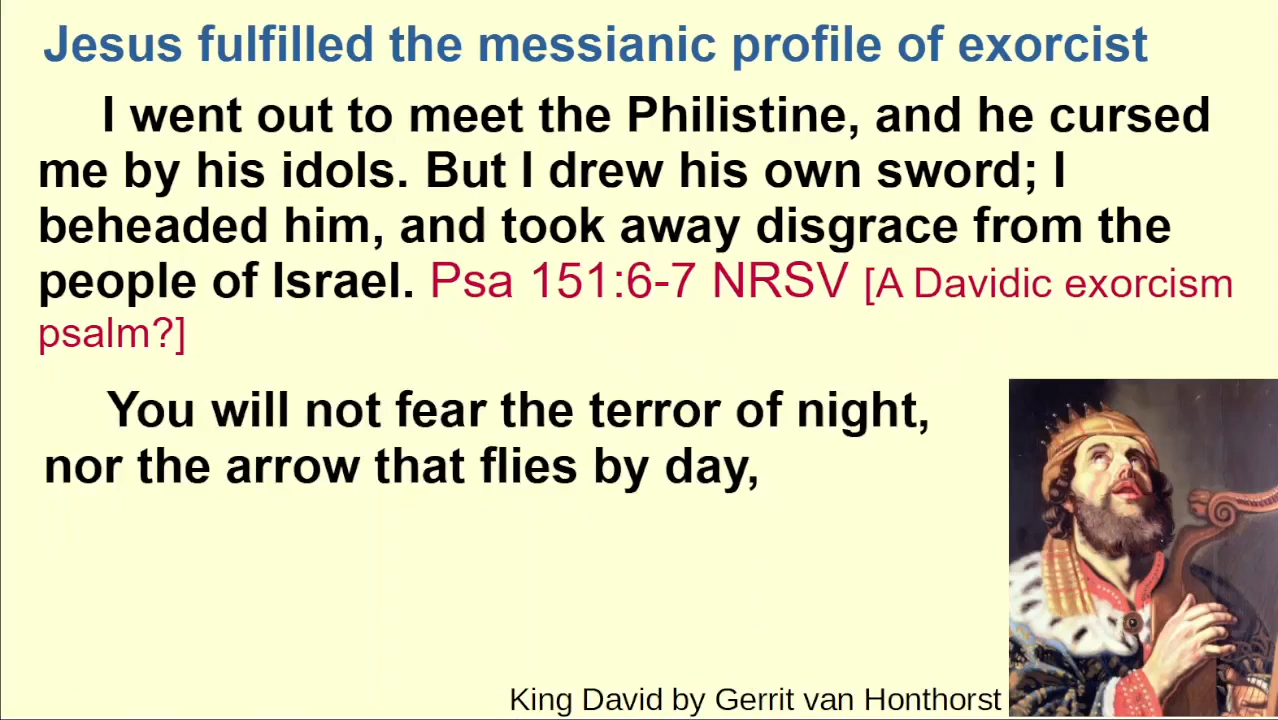 Jesus fulfilled the messianic profile of exorcist
I went out to meet the Philistine, and he cursed
me by his idols. But I drew his own sword; I
beheaded him, and took away disgrace from the
people of Israel. Psa 151:6-7 NRSV [A Davidic exorcism
psalm?]
You will not fear the terror of night,
nor the arrow that flies by day,
King David by Gerrit van Honthorst